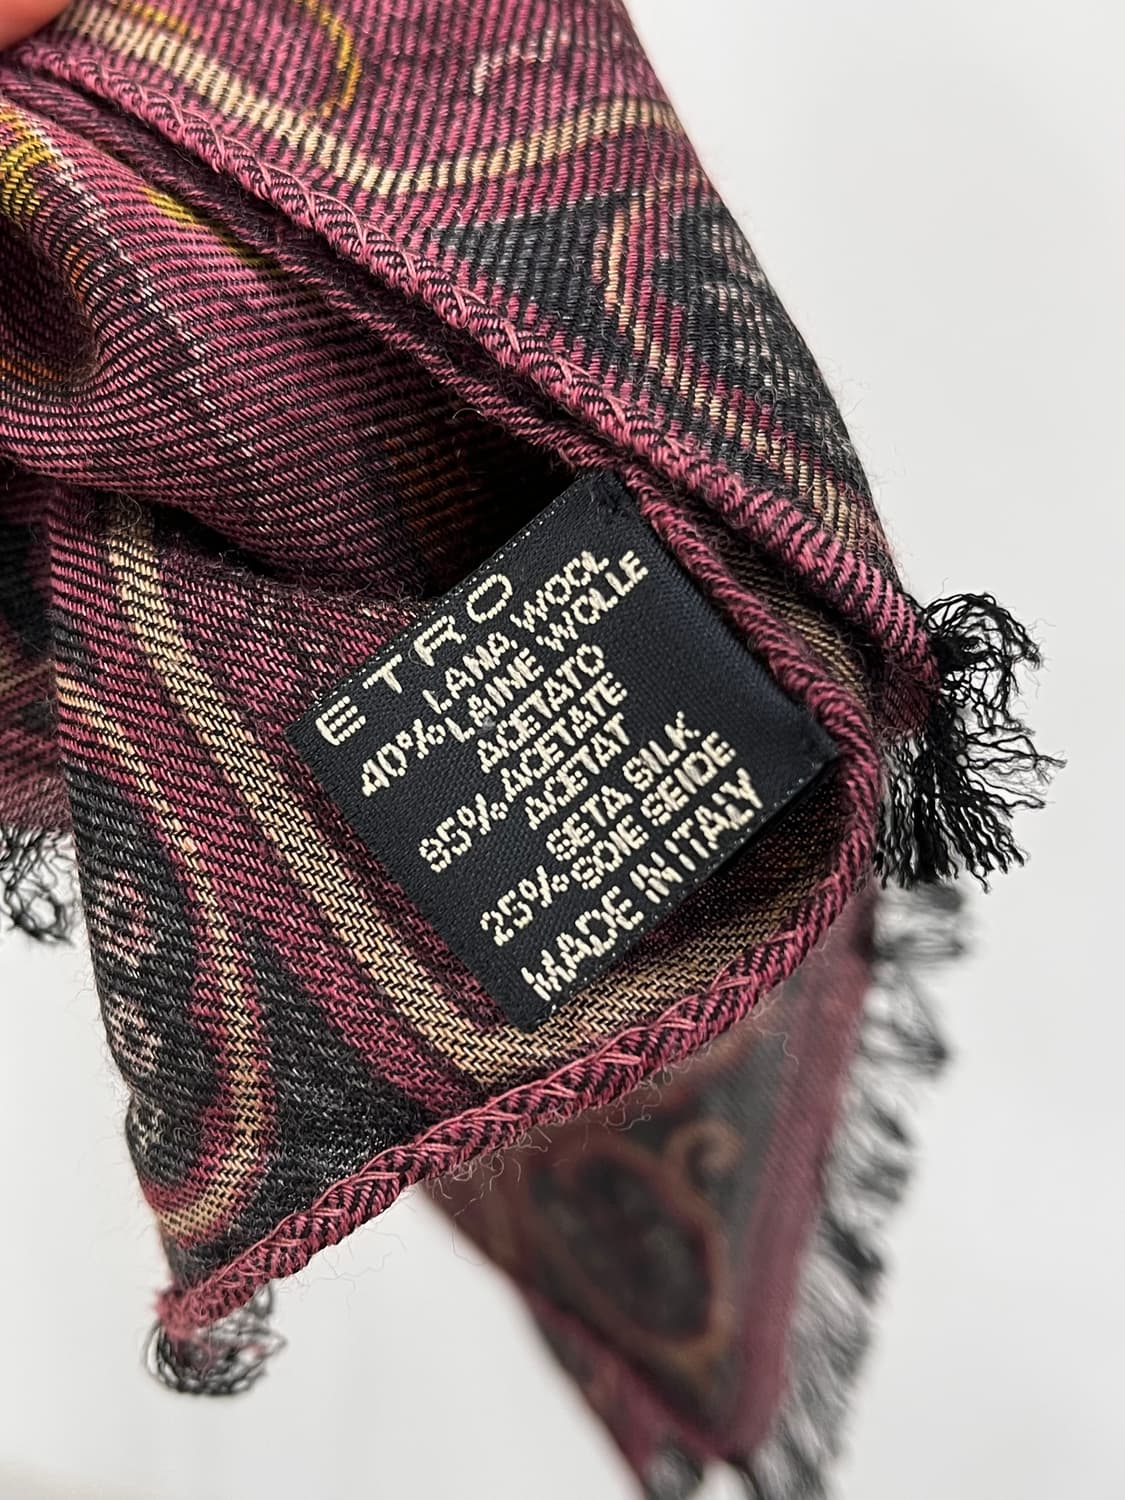 ETRO
40% LANA WOOL
LAINE WOLLE
ACETATO
35% ACETATE
ACETAT
SETA SILK
25% SOIE SEIDE
MADE IN ITALY